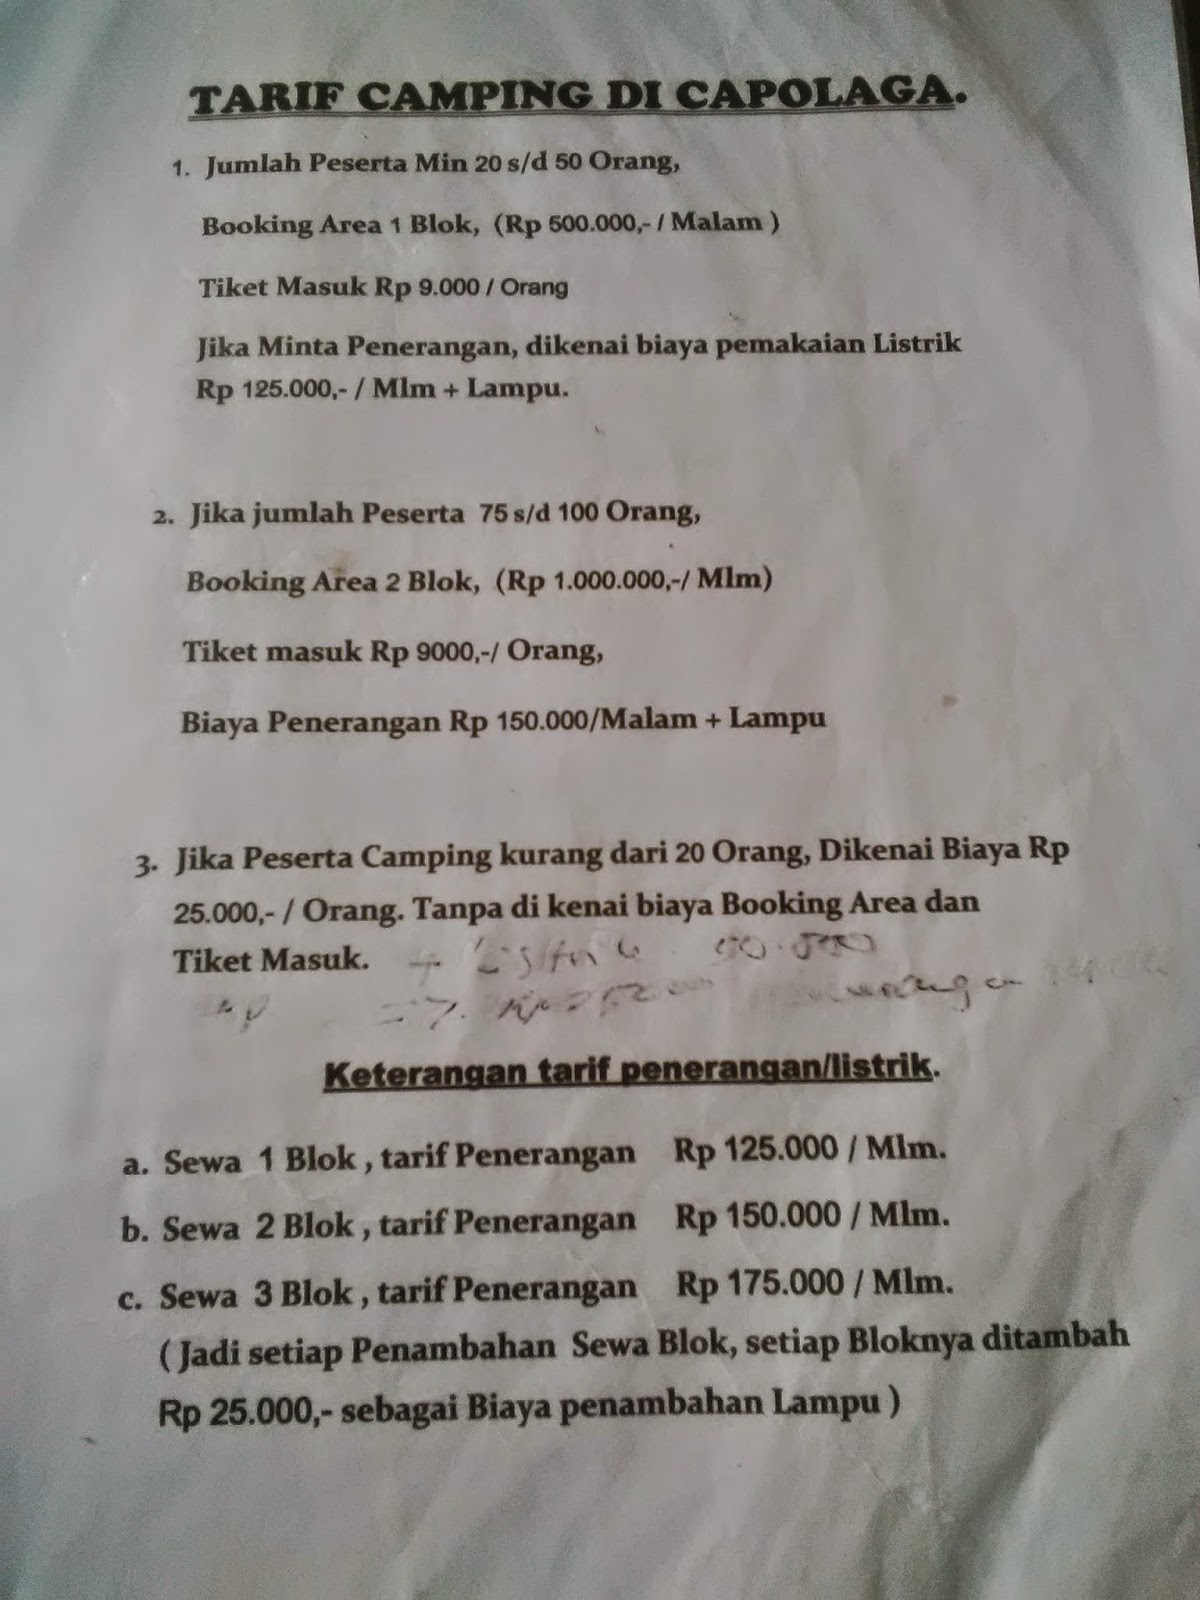 TARIF CAMPING DI CAPOLAGA.
1. Jumlah Peserta Min 20 s/d 50 Orang,
Booking Area 1 Blok, (Rp 500.000,- / Malam )
Tiket Masuk Rp 9.000 / Orang
Jika Minta Penerangan, dikenai biaya pemakaian Listrik
Rp 125.000,- / Mlm + Lampu.
2. Jika jumlah Peserta 75 s/d 100 Orang,
Booking Area 2 Blok, (Rp 1.000.000,-/ Mlm)
Tiket masuk Rp 9000,-/ Orang,
Biaya Penerangan Rp 150.000/Malam + Lampu
3. Jika Peserta Camping kurang dari 20 Orang, Dikenai Biaya Rp
25.000,- / Orang. Tanpa di kenai biaya Booking Area dan
Tiket Masuk. + Listrik
Keterangan tarif penerangan/listrik.
a. Sewa 1 Blok , tarif Penerangan Rp 125.000 / Mlm.
b. Sewa 2 Blok , tarif Penerangan Rp 150.000 / Mlm.
c. Sewa 3 Blok , tarif Penerangan Rp 175.000 / Mlm.
( Jadi setiap Penambahan Sewa Blok, setiap Bloknya ditambah
Rp 25.000,- sebagai Biaya penambahan Lampu )